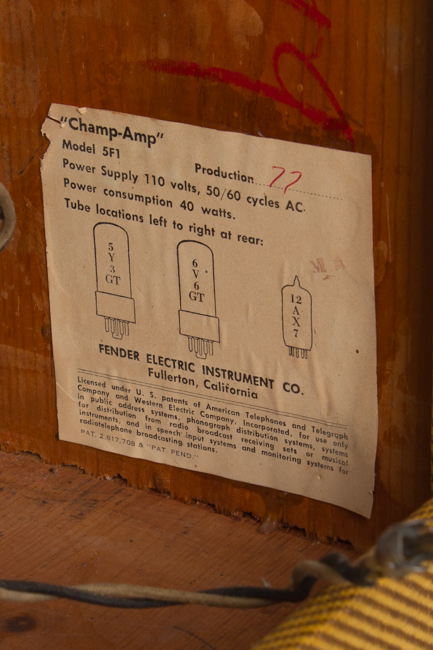 "Champ-Amp"
Model 5F1
Production 22
Power Supply 110 volts, 50/60 cycles AC.
Power consumption 40 watts.
Tube locations left to right at rear:
5
Y
3
GT
6
V
6
GT
12
A
X
7
FENDER ELECTRIC INSTRUMENT CO.
Fullerton, California
Licensed under U. S. patents of American Telephone and Telegraph
Company and Western Electric Company, Incorporated, for use only
in public address systems, phonograph distribution systems, systems
for distribution from radio broadcast receiving sets or musical
instruments, and in speech input systems and monitoring systems for
radiotelephone broadcasting stations.
PAT. 2,817,708 & "PAT. PEND."